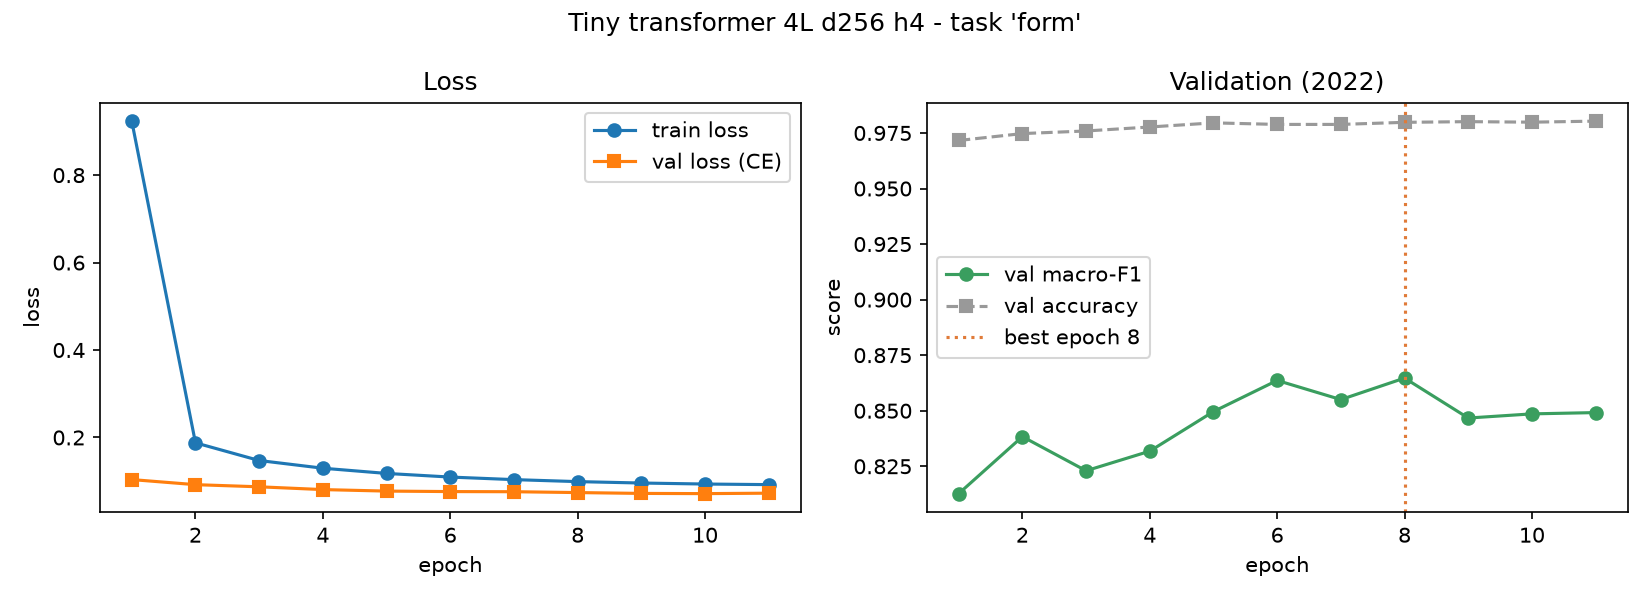 Tiny transformer 4L d256 h4 - task 'form'
Loss
train loss
val loss (CE)
0.8
0.6
0.4
0.2
loss
2 4 6 8 10
epoch
Validation (2022)
0.975
0.950
0.925
0.900
0.875
0.850
0.825
score
val macro-F1
val accuracy
best epoch 8
2 4 6 8 10
epoch